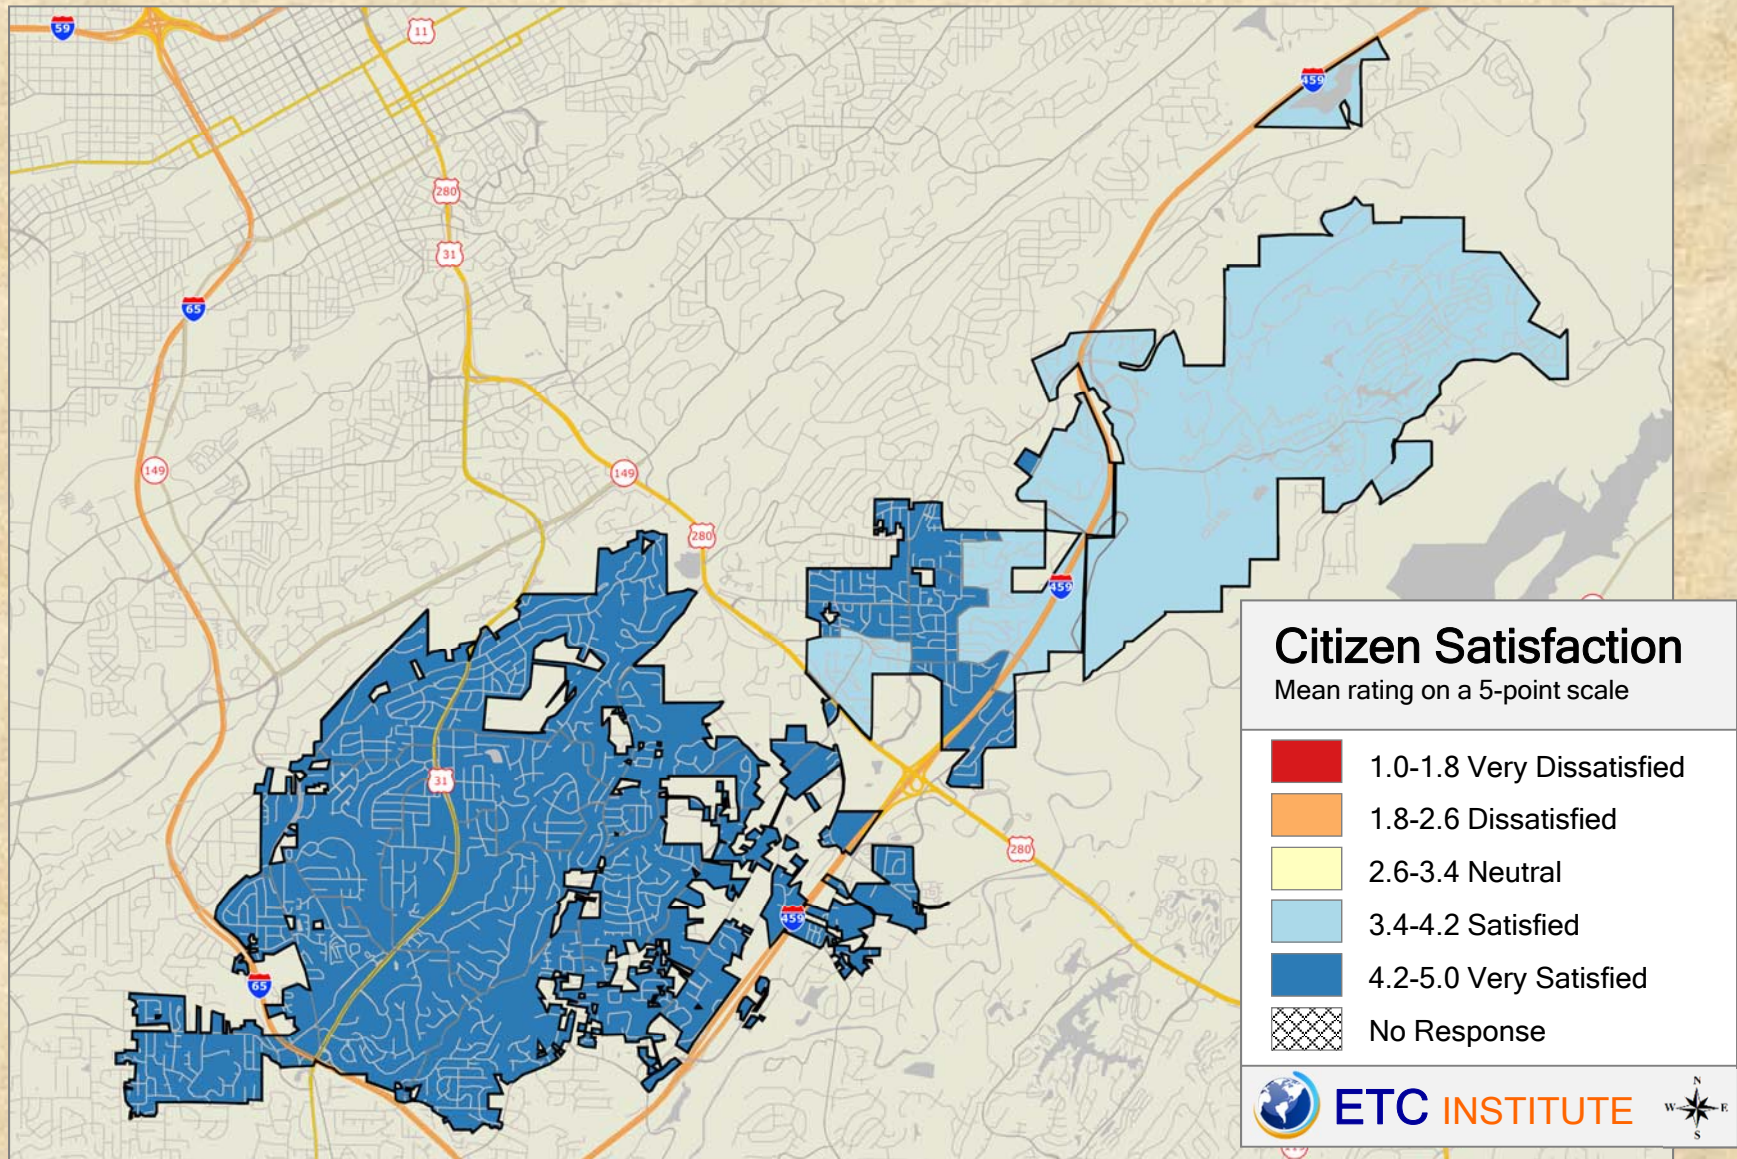 59
11
459
280
31
65
149
149
280
459
31
280
459
65
Citizen Satisfaction
Mean rating on a 5-point scale
1.0-1.8 Very Dissatisfied
1.8-2.6 Dissatisfied
2.6-3.4 Neutral
3.4-4.2 Satisfied
4.2-5.0 Very Satisfied
No Response
ETC INSTITUTE
N
W E
S